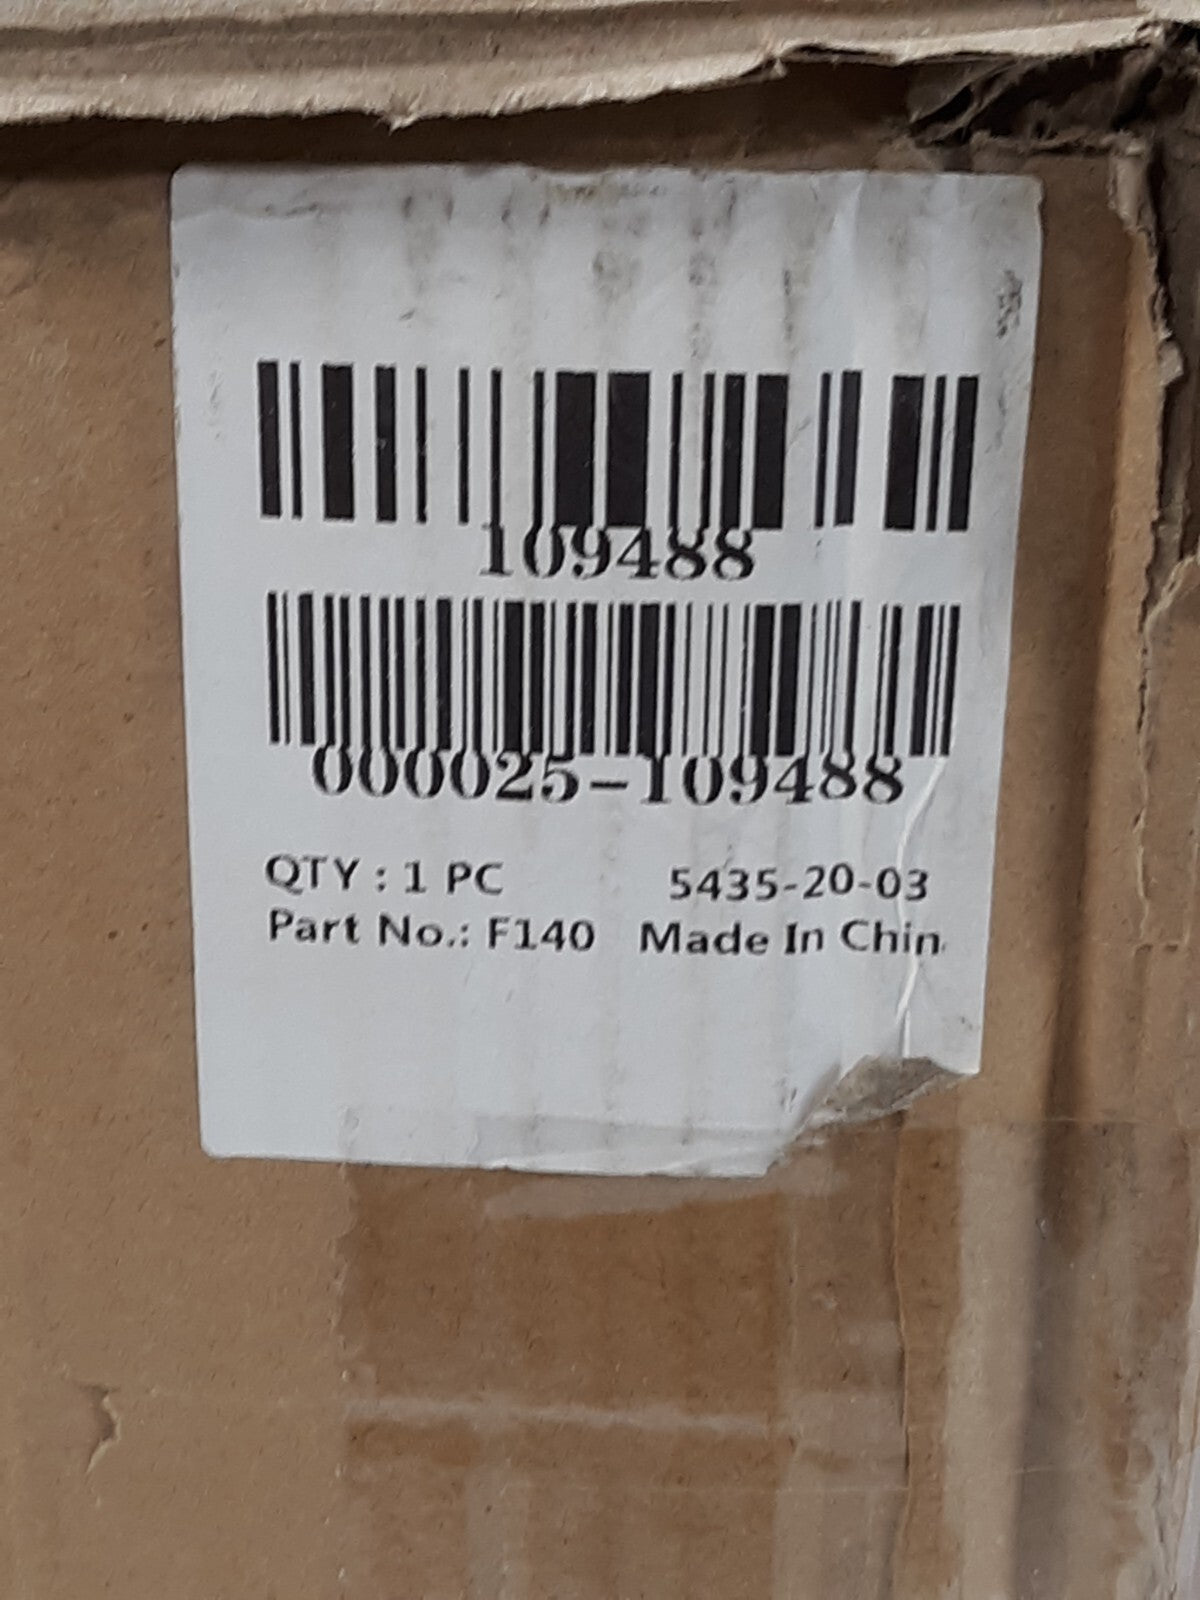 109488
000025-109488
QTY : 1 PC 5435-20-03
Part No.: F140 Made In Chin